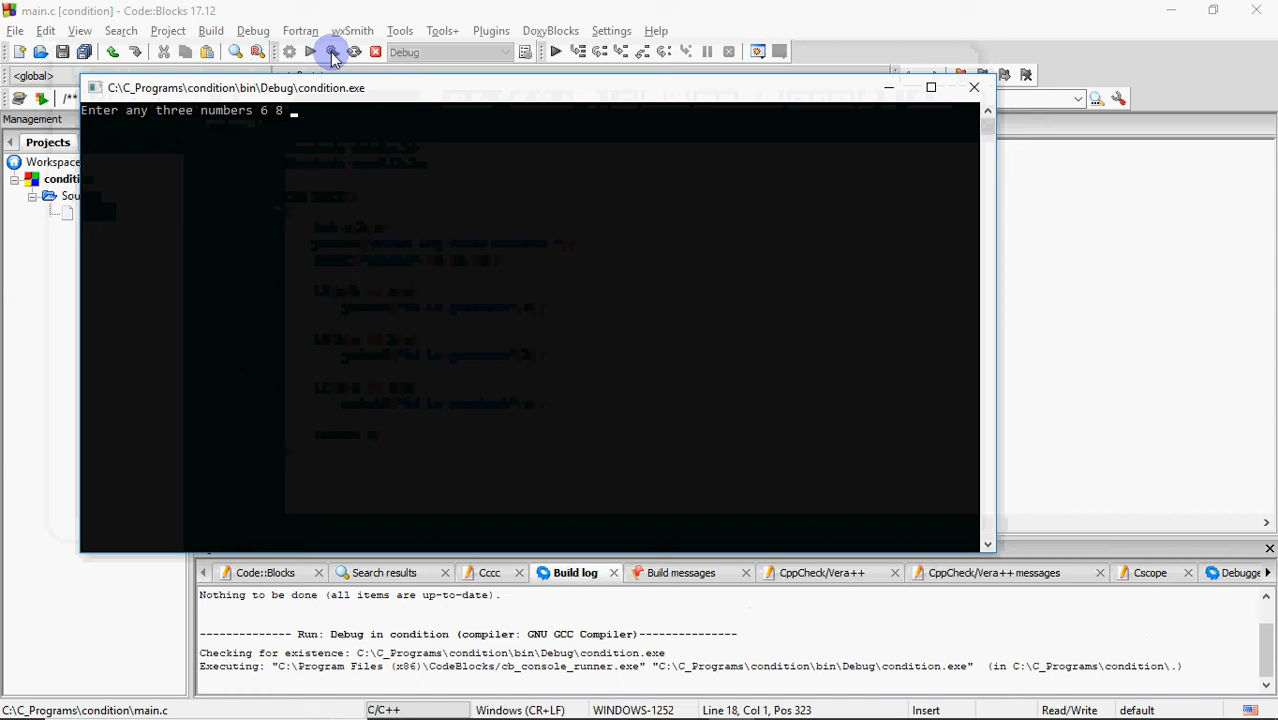 main.c [condition] - Code::Blocks 17.12
File Edit View Search Project Build Debug Fortran wxSmith Tools Tools+ Plugins DoxyBlocks Settings Help
Debug
<global>
C:\C_Programs\condition\bin\Debug\condition.exe
/**
Enter any three numbers 6 8
Management
Projects
Workspace
Code::Blocks Search results Cccc Build log Build messages CppCheck/Vera++ CppCheck/Vera++ messages Cscope
Nothing to be done (all items are up-to-date).
-------------- Run: Debug in condition (compiler: GNU GCC Compiler)---------------
Checking for existence: C:\C_Programs\condition\bin\Debug\condition.exe
Executing: "C:\Program Files (x86)\CodeBlocks/cb_console_runner.exe" "C:\C_Programs\condition\bin\Debug\condition.exe"  (in C:\C_Programs\condition\.)
C:\C_Programs\condition\main.c C/C++ Windows (CR+LF) WINDOWS-1252 Line 18, Col 1, Pos 323 Insert Read/Write default